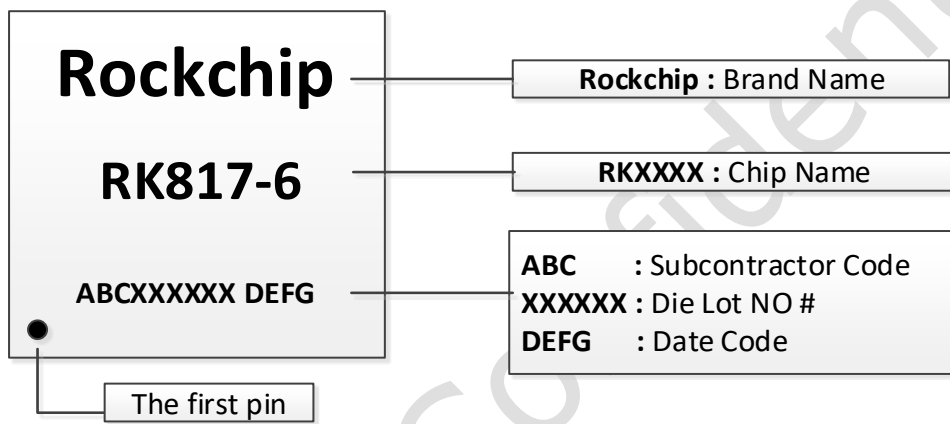 Rockchip
RK817-6
ABCXXXXXX DEFG
The first pin
Rockchip : Brand Name
RKXXXX : Chip Name
ABC : Subcontractor Code
XXXXXX : Die Lot NO #
DEFG : Date Code